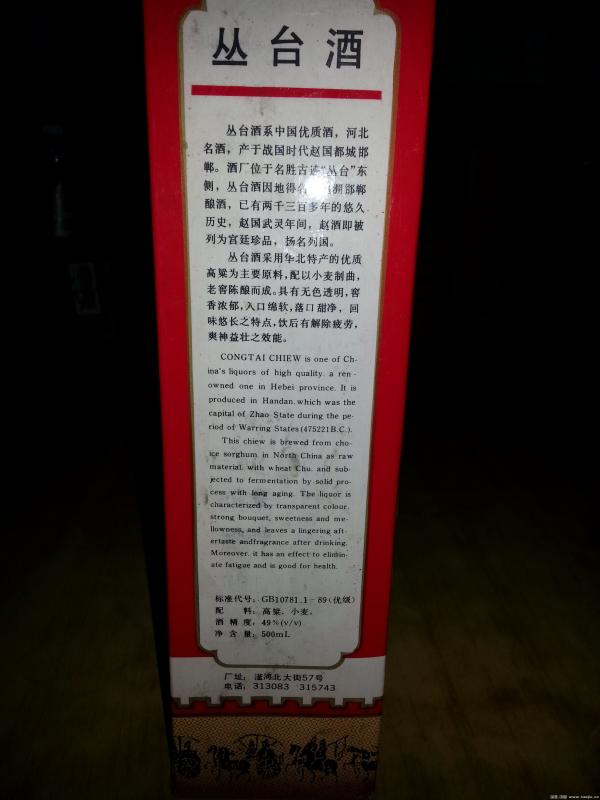 丛台酒
丛台酒系中国优质酒，河北
名酒，产于战国时代赵国都城邯
郸。酒厂位于名胜古迹“丛台”东
侧，丛台酒因地得名 邯郸
酿酒，已有两千三百多年的悠久
历史，赵国武灵年间，赵酒即被
列为宫廷珍品，扬名列国。
丛台酒采用华北特产的优质
高粱为主要原料，配以小麦制曲，
老窖陈酿而成。具有无色透明，窖
香浓郁，入口绵软，落口甜净，回
味悠长之特点，饮后有解除疲劳，
爽神益壮之效能。
CONGTAI CHIEW is one of Ch-
ina's liquors of high quality. a ren-
owned one in Hebei province. It is
produced in Handan. which was the
capital of Zhao State during the pe-
riod of Warring States (475221B.C.).
This chiew is brewed from cho-
ice sorghum in North China as raw
material. with wheat Chu. and sub-
jected to fermentation by solid pro-
cess with long aging. The liquor is
characterized by transparent colour.
strong bouquet, sweetness and me-
llowness, and leaves a lingering aft-
ertaste andfragrance after drinking.
Moreover. it has an effect to elimin-
ate fatigue and is good for health.
标准代号：GB10781.1-89(优级)
配 料：高粱、小麦。
酒 精 度：49%(v/v)
净 含 量：500mL
厂址：滏河北大街57号
电话：313083 315743